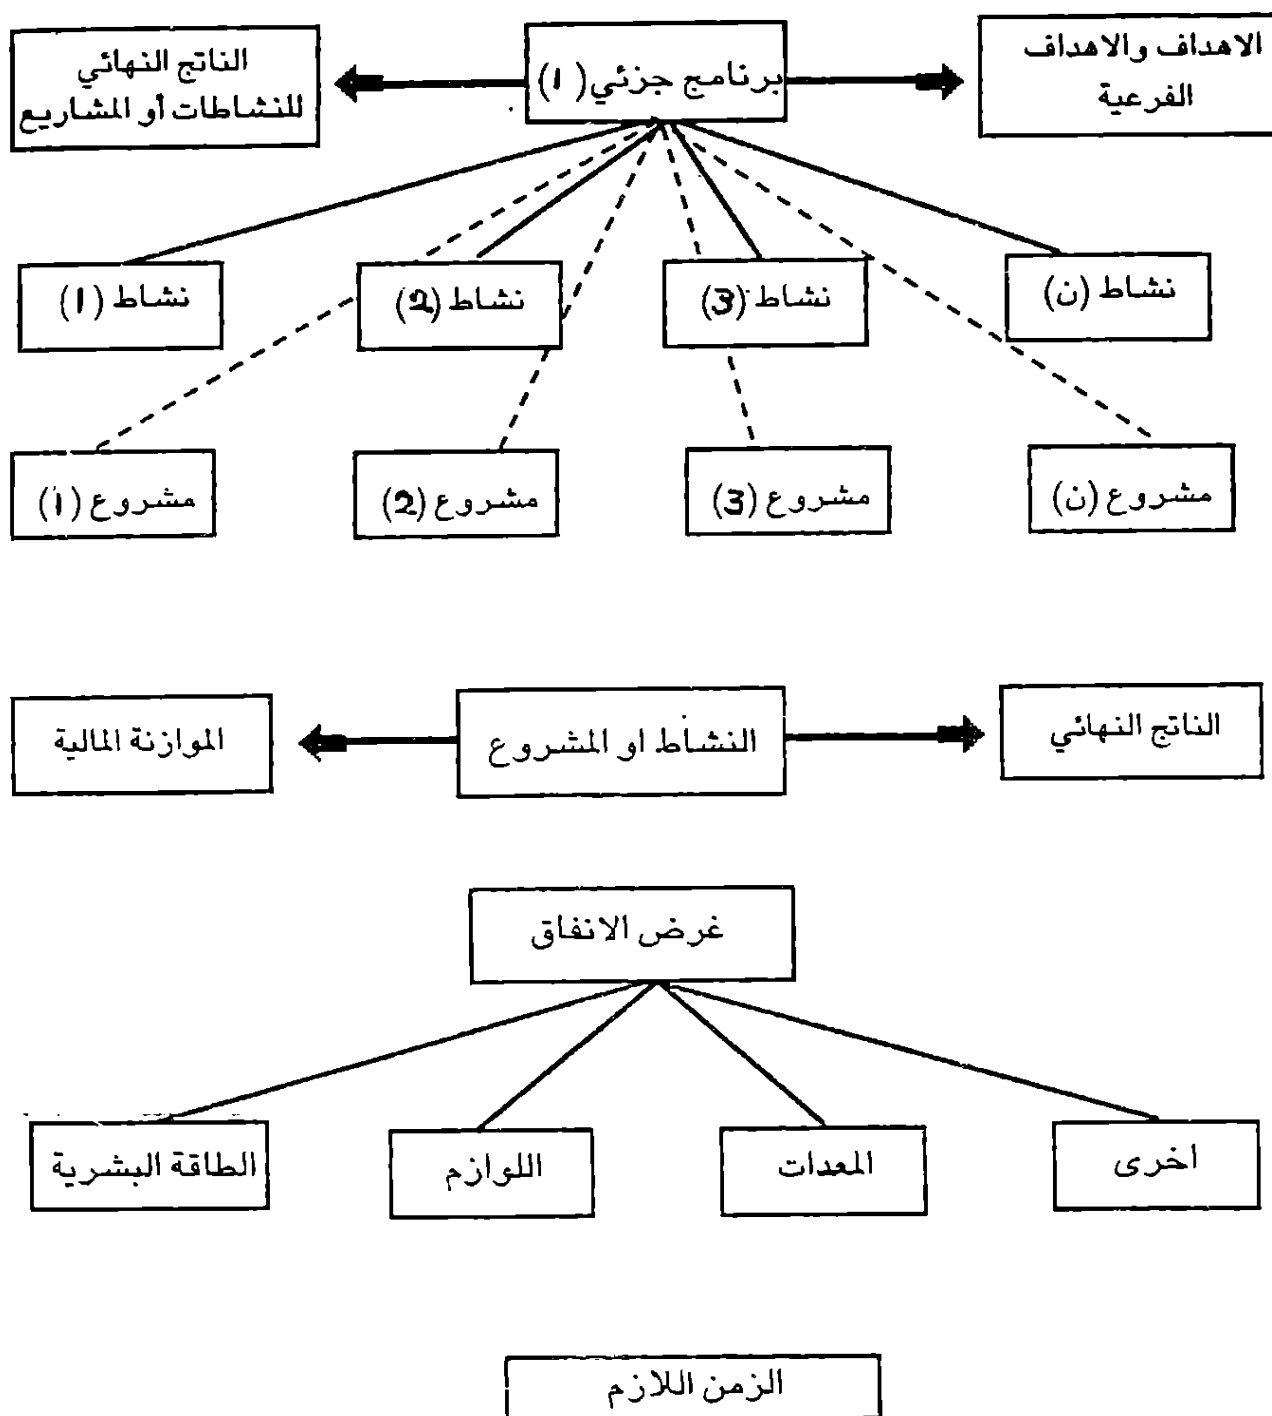 الاهداف والاهداف
الفرعية
برنامج جزئي (1)
الناتج النهائي
للنشاطات أو المشاريع
نشاط (ن)
نشاط (3)
نشاط (2)
نشاط (1)
مشروع (ن)
مشروع (3)
مشروع (2)
مشروع (1)
الناتج النهائي
النشاط او المشروع
الموازنة المالية
غرض الانفاق
اخرى
المعدات
اللوازم
الطاقة البشرية
الزمن اللازم